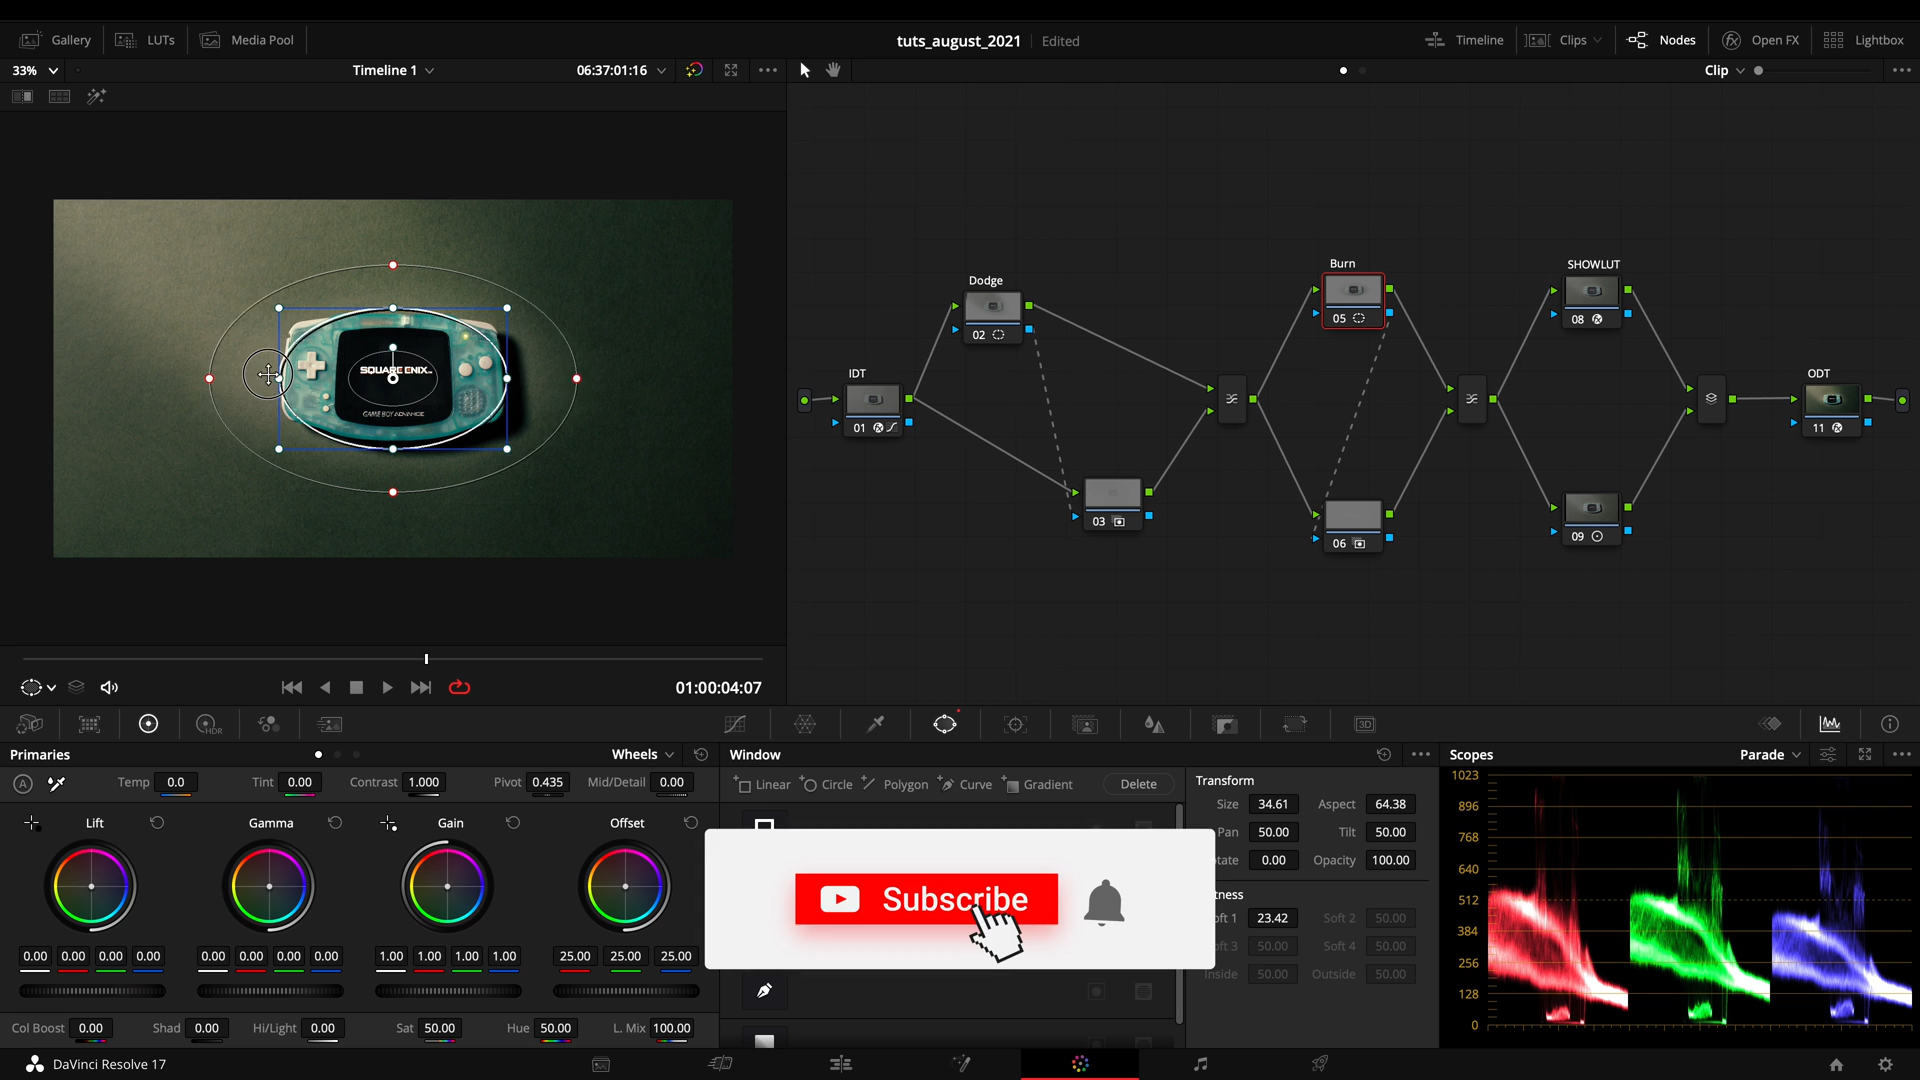 Gallery LUTs Media Pool tuts_august_2021 Edited Timeline Clips Nodes Open FX Lightbox
33% Timeline 1 06:37:01:16 Clip
SQUARE ENIX
GAME BOY ADVANCE
Burn
SHOWLUT
Dodge
05
08
02
IDT
ODT
01
11
03
06
09
01:00:04:07
HDR
3D
Primaries Wheels Window Scopes Parade
A Temp 0.0 Tint 0.00 Contrast 1.000 Pivot 0.435 Mid/Detail 0.00
Linear Circle Polygon Curve Gradient Delete
Lift Gamma Gain Offset
0.00 0.00 0.00 0.00 0.00 0.00 0.00 0.00 1.00 1.00 1.00 1.00 25.00 25.00 25.00
Col Boost 0.00 Shad 0.00 Hi/Light 0.00 Sat 50.00 Hue 50.00 L. Mix 100.00
Subscribe
Transform
Size 34.61 Aspect 64.38
Pan 50.00 Tilt 50.00
tate 0.00 Opacity 100.00
tness
oft 1 23.42 Soft 2 50.00
oft 3 50.00 Soft 4 50.00
Inside 50.00 Outside 50.00
1023
896
768
640
512
384
256
128
0
DaVinci Resolve 17